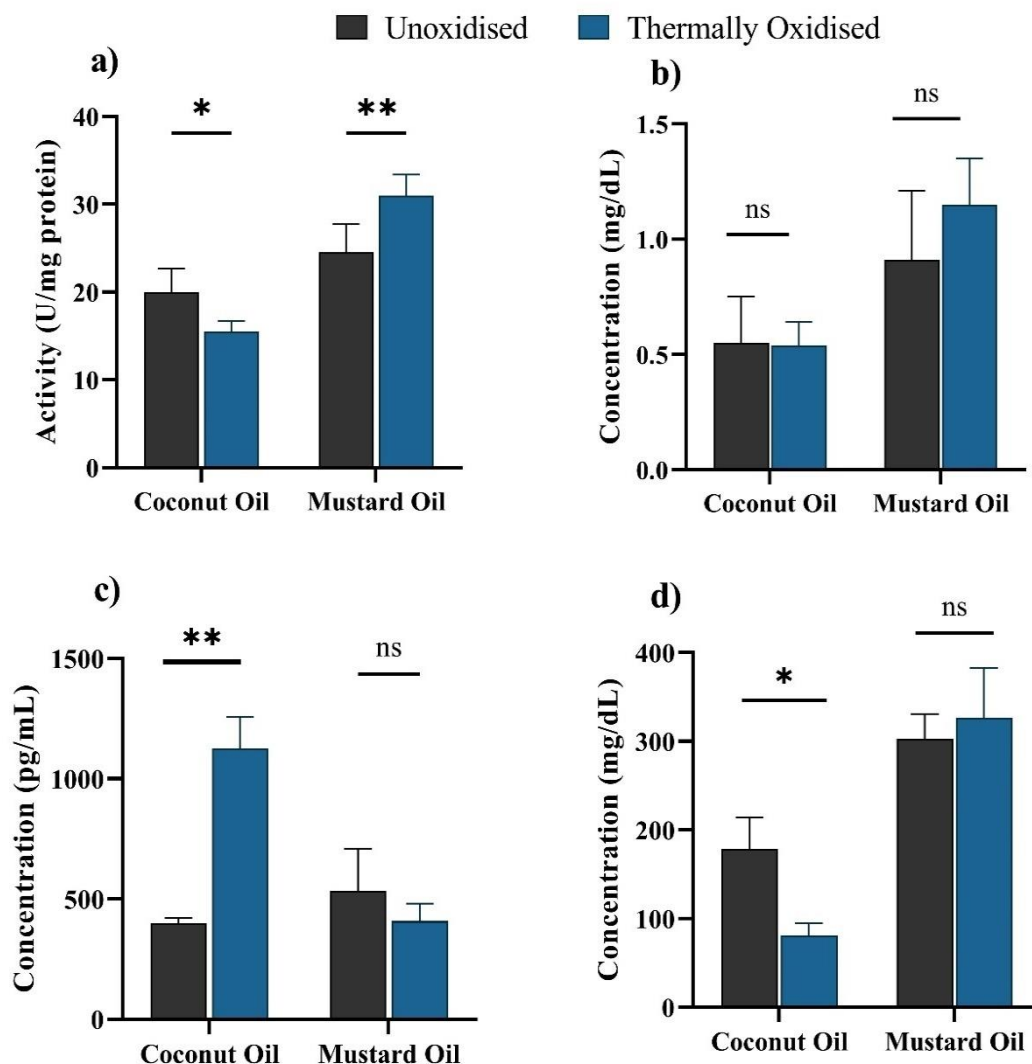 Unoxidised Thermally Oxidised
a)
Activity (U/mg protein)
40
30
20
10
0
*
**
Coconut Oil Mustard Oil
b)
Concentration (mg/dL)
1.5
1.0
0.5
0.0
ns
ns
Coconut Oil Mustard Oil
c)
Concentration (pg/mL)
1500
1000
500
0
**
ns
Coconut Oil Mustard Oil
d)
Concentration (mg/dL)
400
300
200
100
0
*
ns
Coconut Oil Mustard Oil